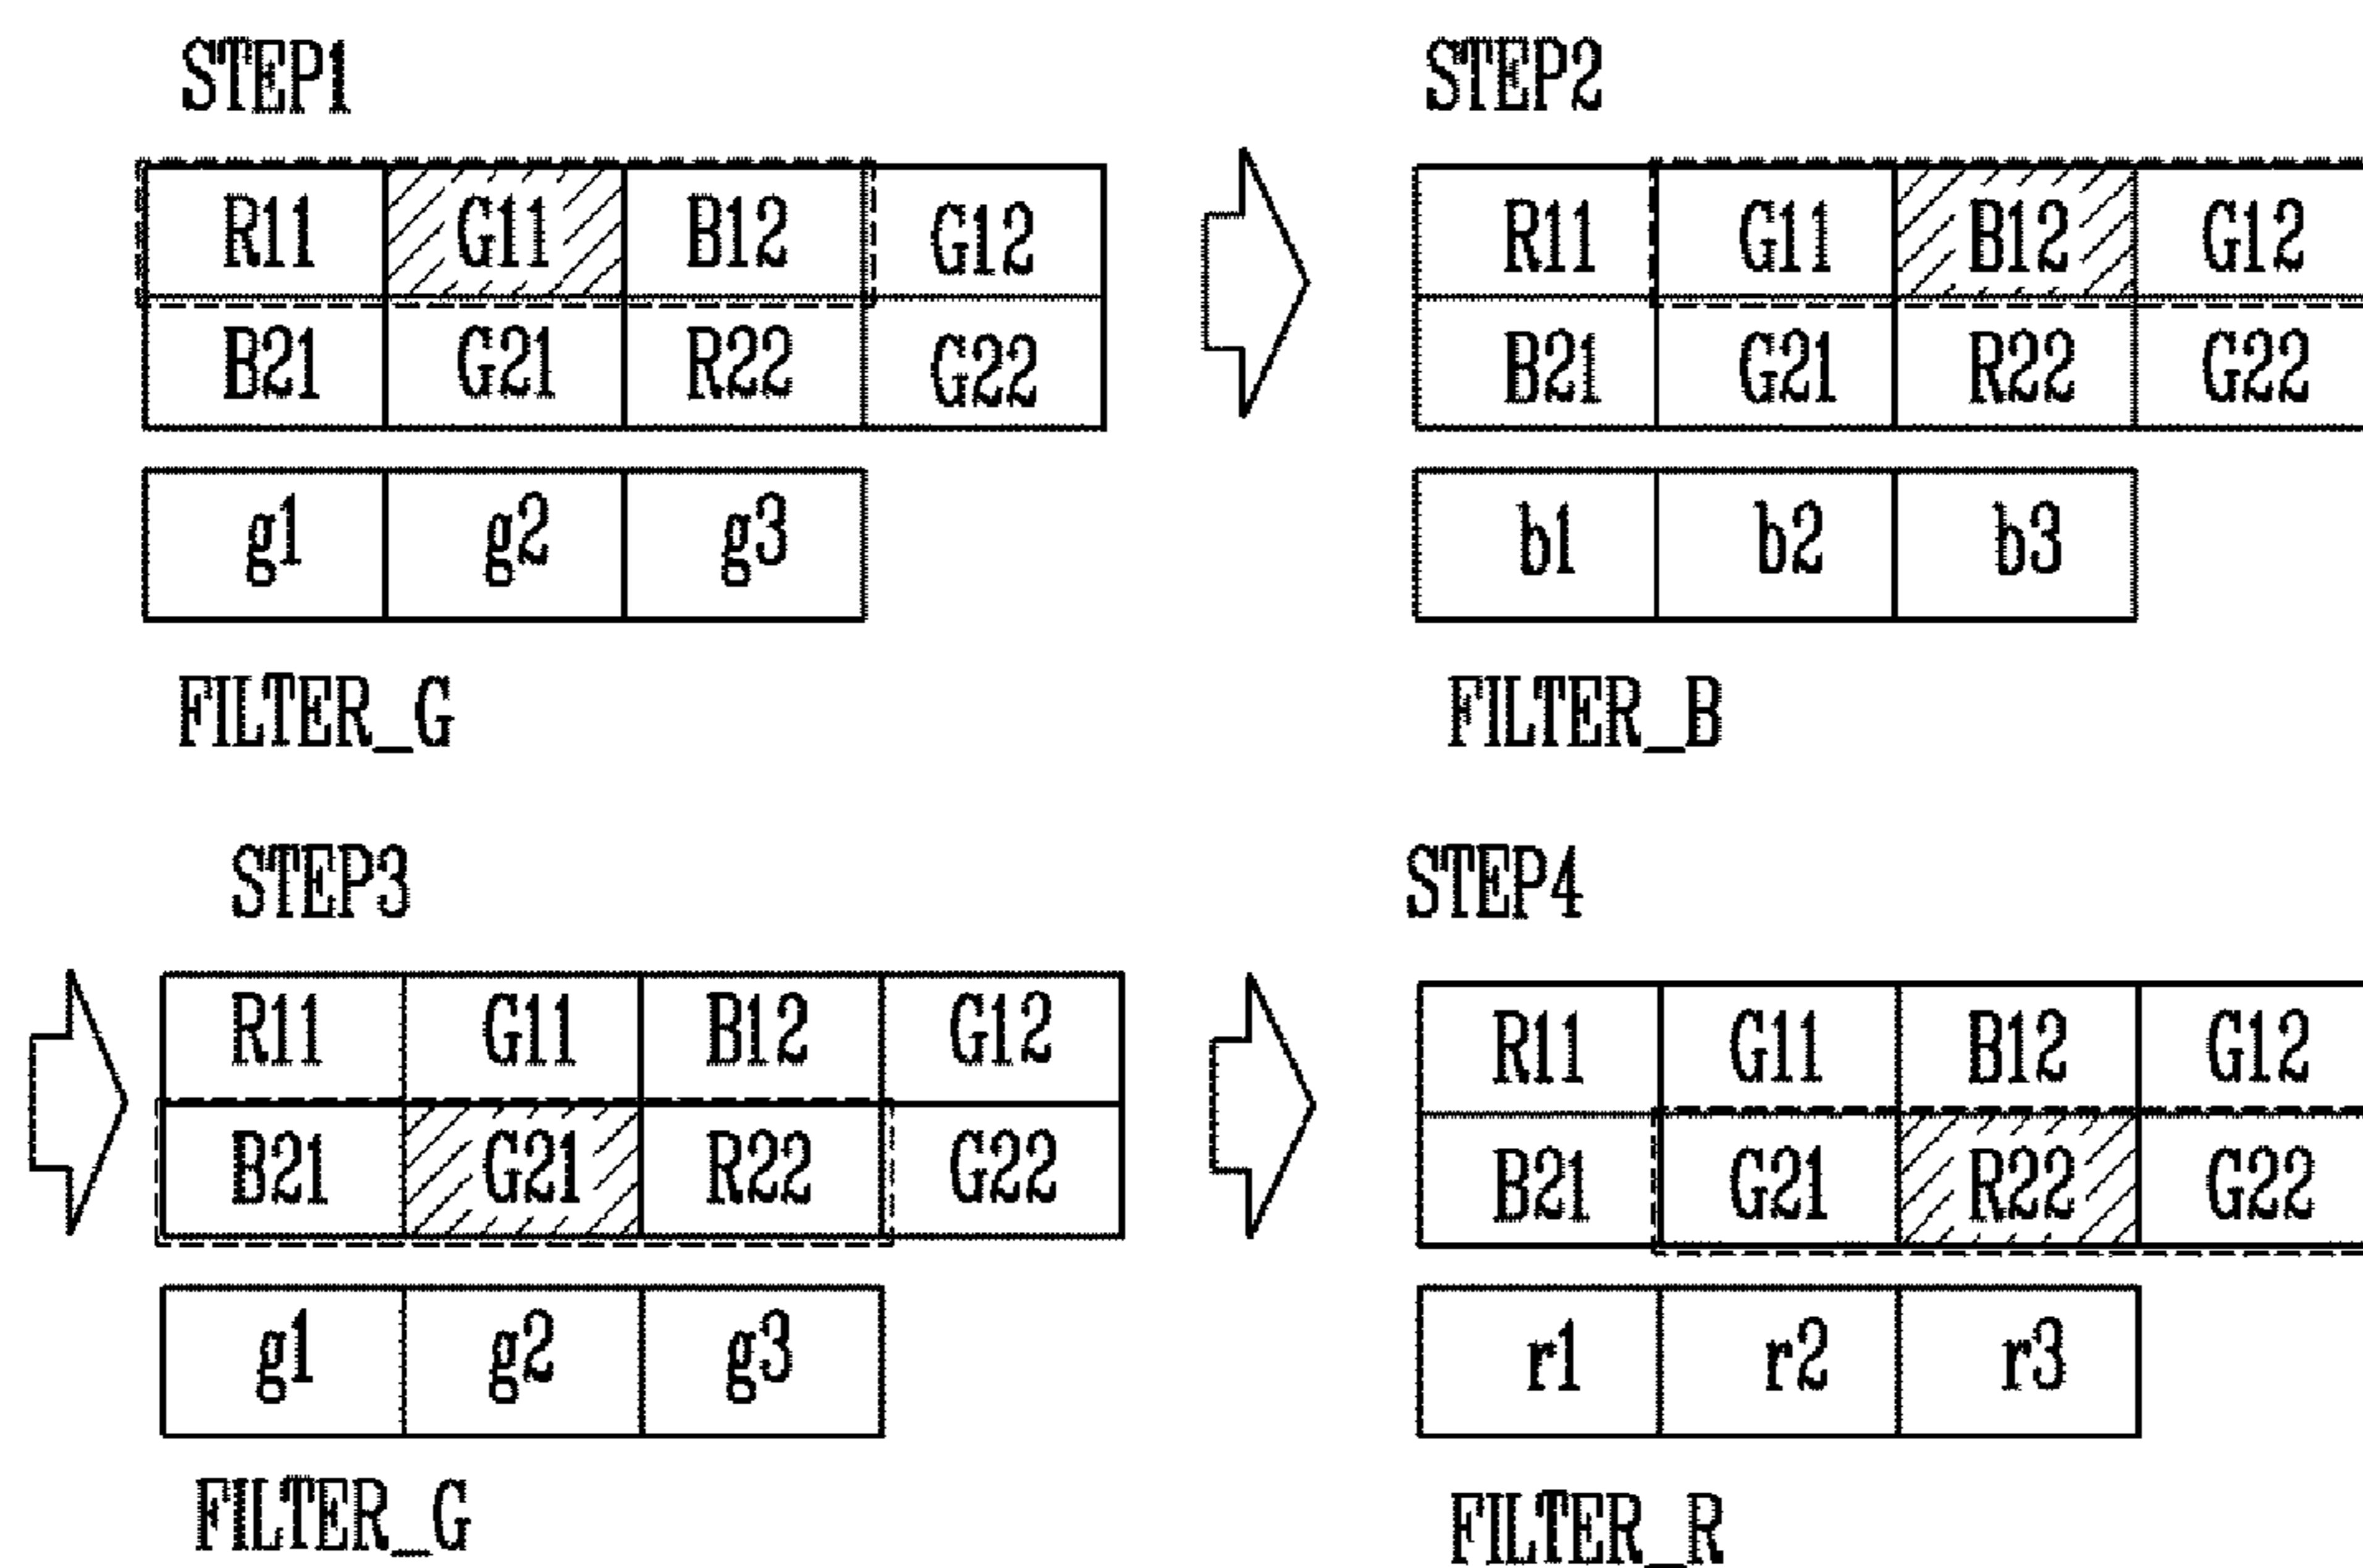 STEP1
R11 G11 B12 G12
B21 G21 R22 G22
g1 g2 g3
FILTER_G
STEP2
R11 G11 B12 G12
B21 G21 R22 G22
b1 b2 b3
FILTER_B
STEP3
R11 G11 B12 G12
B21 G21 R22 G22
g1 g2 g3
FILTER_G
STEP4
R11 G11 B12 G12
B21 G21 R22 G22
r1 r2 r3
FILTER_R